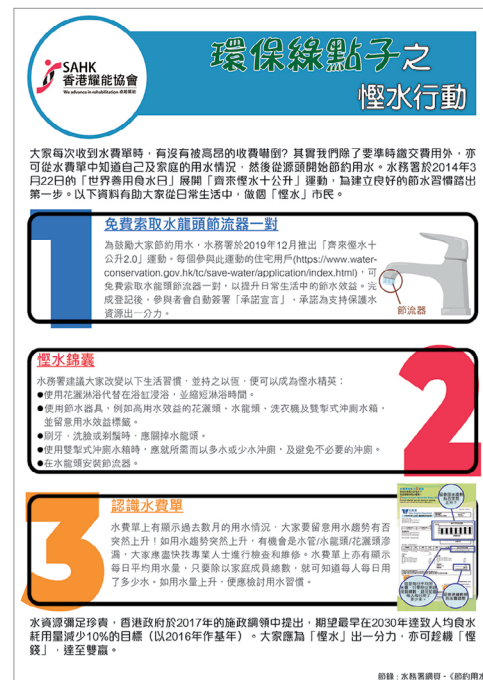 SAHK
香港耀能協會
We advance in rehabilitation 卓越復康
環保綠點子之
慳水行動
大家每次收到水費單時，有沒有被高昂的收費嚇倒? 其實我們除了要準時繳交費用外，亦
可從水費單中知道自己及家庭的用水情況，然後從源頭開始節約用水。水務署於2014年3
月22日的「世界善用食水日」展開「齊來慳水十公升」運動，為建立良好的節水習慣踏出
第一步。以下資料有助大家從日常生活中，做個「慳水」市民。
1
免費索取水龍頭節流器一對
為鼓勵大家節約用水，水務署於2019年12月推出「齊來慳水十
公升2.0」運動。每個參與此運動的住宅用戶(https://www.water-
conservation.gov.hk/tc/save-water/application/index.html)，可
免費索取水龍頭節流器一對，以提升日常生活中的節水效益。完
成登記後，參與者會自動簽署「承諾宣言」，承諾為支持保護水
資源出一分力。
節流器
2
慳水錦囊
水務署建議大家改變以下生活習慣，並持之以恆，便可以成為慳水精英：
●使用花灑淋浴代替在浴缸浸浴，並縮短淋浴時間。
●使用節水器具，例如高用水效益的花灑頭、水龍頭、洗衣機及雙掣式沖廁水箱，
並留意用水效益標籤。
●刷牙、洗臉或剃鬚時，應關掉水龍頭。
●使用雙掣式沖廁水箱時，應就所需而以多水或少水沖廁，及避免不必要的沖廁。
●在水龍頭安裝節流器。
3
認識水費單
水費單上有顯示過去數月的用水情況，大家要留意用水趨勢有否
突然上升！如用水趨勢突然上升，有機會是水管/水龍頭/花灑頭滲
漏，大家應盡快找專業人士進行檢查和維修。水費單上亦有顯示
每日平均用水量，只要除以家庭成員總數，就可知道每人每日用
了多少水。如用水量上升，便應檢討用水習慣。
水資源彌足珍貴，香港政府於2017年的施政綱領中提出，期望最早在2030年達致人均食水
耗用量減少10%的目標（以2016年作基年）。大家應為「慳水」出一分力，亦可趁機「慳
錢」，達至雙贏。
節錄：水務署網頁 -《節約用水